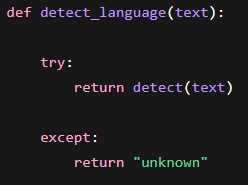 def detect_language(text):
    try:
        return detect(text)
    except:
        return "unknown"